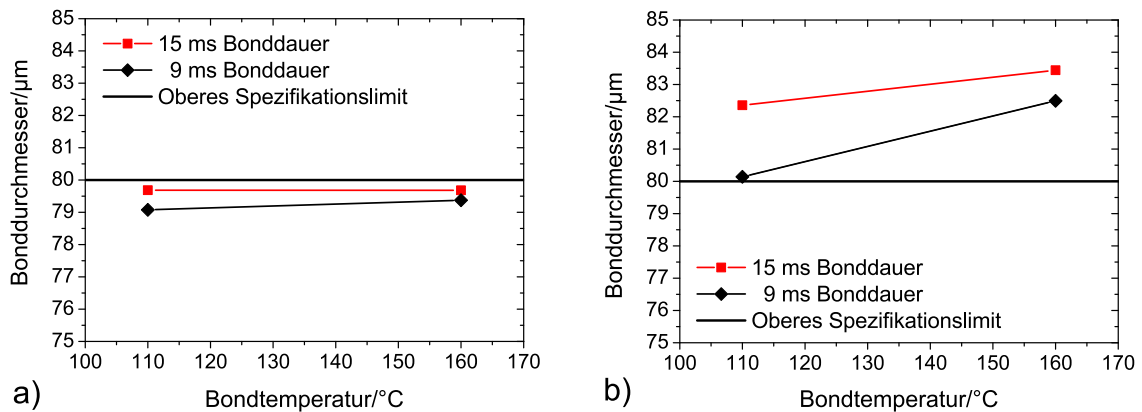 85
84
83
82
81
80
79
78
77
76
75
100 110 120 130 140 150 160 170
Bonddurchmesser/µm
Bondtemperatur/°C
15 ms Bonddauer
9 ms Bonddauer
Oberes Spezifikationslimit
a)
85
84
83
82
81
80
79
78
77
76
75
100 110 120 130 140 150 160 170
Bonddurchmesser/µm
Bondtemperatur/°C
15 ms Bonddauer
9 ms Bonddauer
Oberes Spezifikationslimit
b)